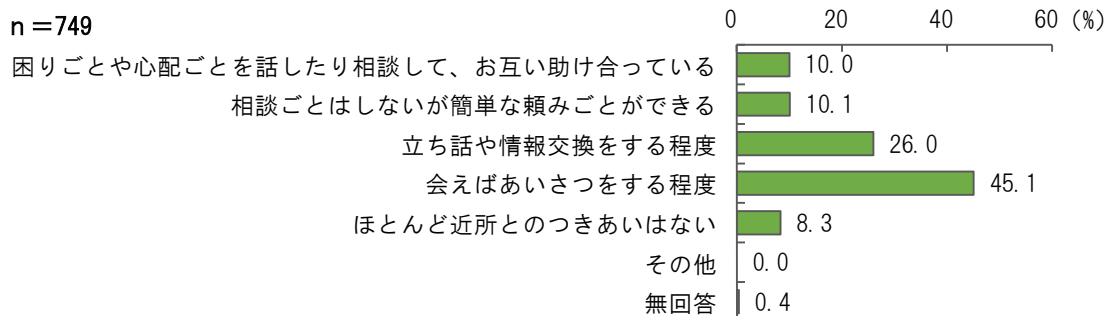 n＝749
0 20 40 60 (%)
困りごとや心配ごとを話したり相談して、お互い助け合っている 10.0
相談ごとはしないが簡単な頼みごとができる 10.1
立ち話や情報交換をする程度 26.0
会えばあいさつをする程度 45.1
ほとんど近所とのつきあいはない 8.3
その他 0.0
無回答 0.4